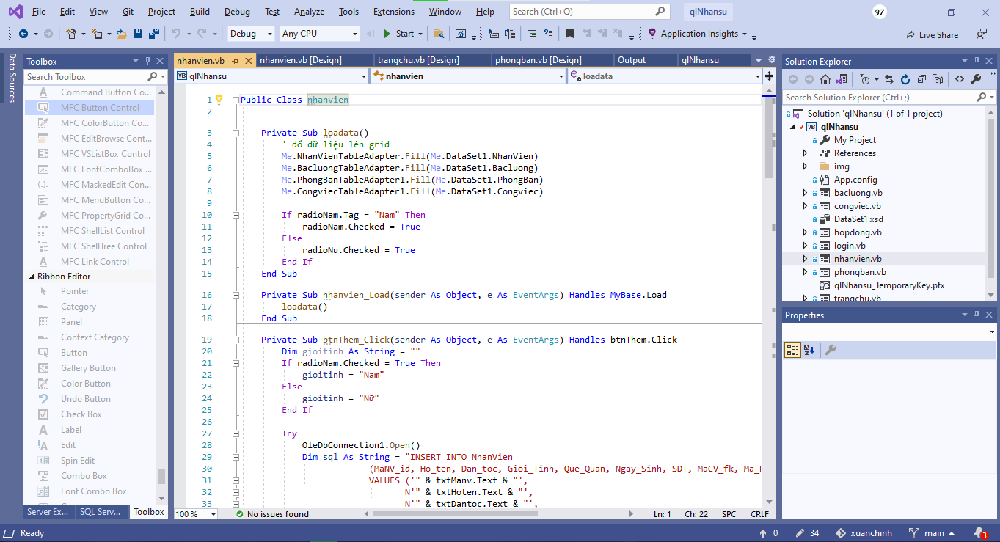 File Edit View Git Project Build Debug Test Analyze Tools Extensions Window Help Search (Ctrl+Q) qlNhansu 97
Debug Any CPU Start Application Insights Live Share
Data Sources
Toolbox
Search Toolbox
Command Button Co...
MFC Button Control
MFC ColorButton Co...
MFC EditBrowse Cont...
MFC VSListBox Control
MFC FontComboBox ...
MFC MaskedEdit Con...
MFC MenuButton Co...
MFC PropertyGrid Co...
MFC ShellList Control
MFC ShellTree Control
MFC Link Control
Ribbon Editor
Pointer
Category
Panel
Context Category
Button
Gallery Button
Color Button
Undo Button
Check Box
Label
Edit
Spin Edit
Combo Box
Font Combo Box
Server Ex... SQL Serv... Toolbox
nhanvien.vb nhanvien.vb [Design] trangchu.vb [Design] phongban.vb [Design] Output qlNhansu
VB qlNhansu nhanvien loadata
1 Public Class nhanvien
2
3 Private Sub loadata()
4 ' đổ dữ liệu lên grid
5 Me.NhanVienTableAdapter.Fill(Me.DataSet1.NhanVien)
6 Me.BacluongTableAdapter.Fill(Me.DataSet1.Bacluong)
7 Me.PhongBanTableAdapter1.Fill(Me.DataSet1.PhongBan)
8 Me.CongviecTableAdapter1.Fill(Me.DataSet1.Congviec)
9
10 If radioNam.Tag = "Nam" Then
11 radioNam.Checked = True
12 Else
13 radioNu.Checked = True
14 End If
15 End Sub
16 Private Sub nhanvien_Load(sender As Object, e As EventArgs) Handles MyBase.Load
17 loadata()
18 End Sub
19 Private Sub btnThem_Click(sender As Object, e As EventArgs) Handles btnThem.Click
20 Dim gioitinh As String = ""
21 If radioNam.Checked = True Then
22 gioitinh = "Nam"
23 Else
24 gioitinh = "Nữ"
25 End If
26
27 Try
28 OleDbConnection1.Open()
29 Dim sql As String = "INSERT INTO NhanVien
30 (MaNV_id, Ho_ten, Dan_toc, Gioi_Tinh, Que_Quan, Ngay_Sinh, SDT, MaCV_fk, Ma_
31 VALUES ('" & txtManv.Text & "',
32 N'" & txtHoten.Text & "',
33 N'" & txtDantoc.Text & "',
100 % No issues found Ln: 1 Ch: 22 SPC CRLF
Solution Explorer
Search Solution Explorer (Ctrl+;)
Solution 'qlNhansu' (1 of 1 project)
VB qlNhansu
My Project
References
img
App.config
bacluong.vb
congviec.vb
DataSet1.xsd
hopdong.vb
login.vb
nhanvien.vb
phongban.vb
qlNhansu_TemporaryKey.pfx
trangchu.vb
Properties
Ready 0 34 xuanchinh main 3